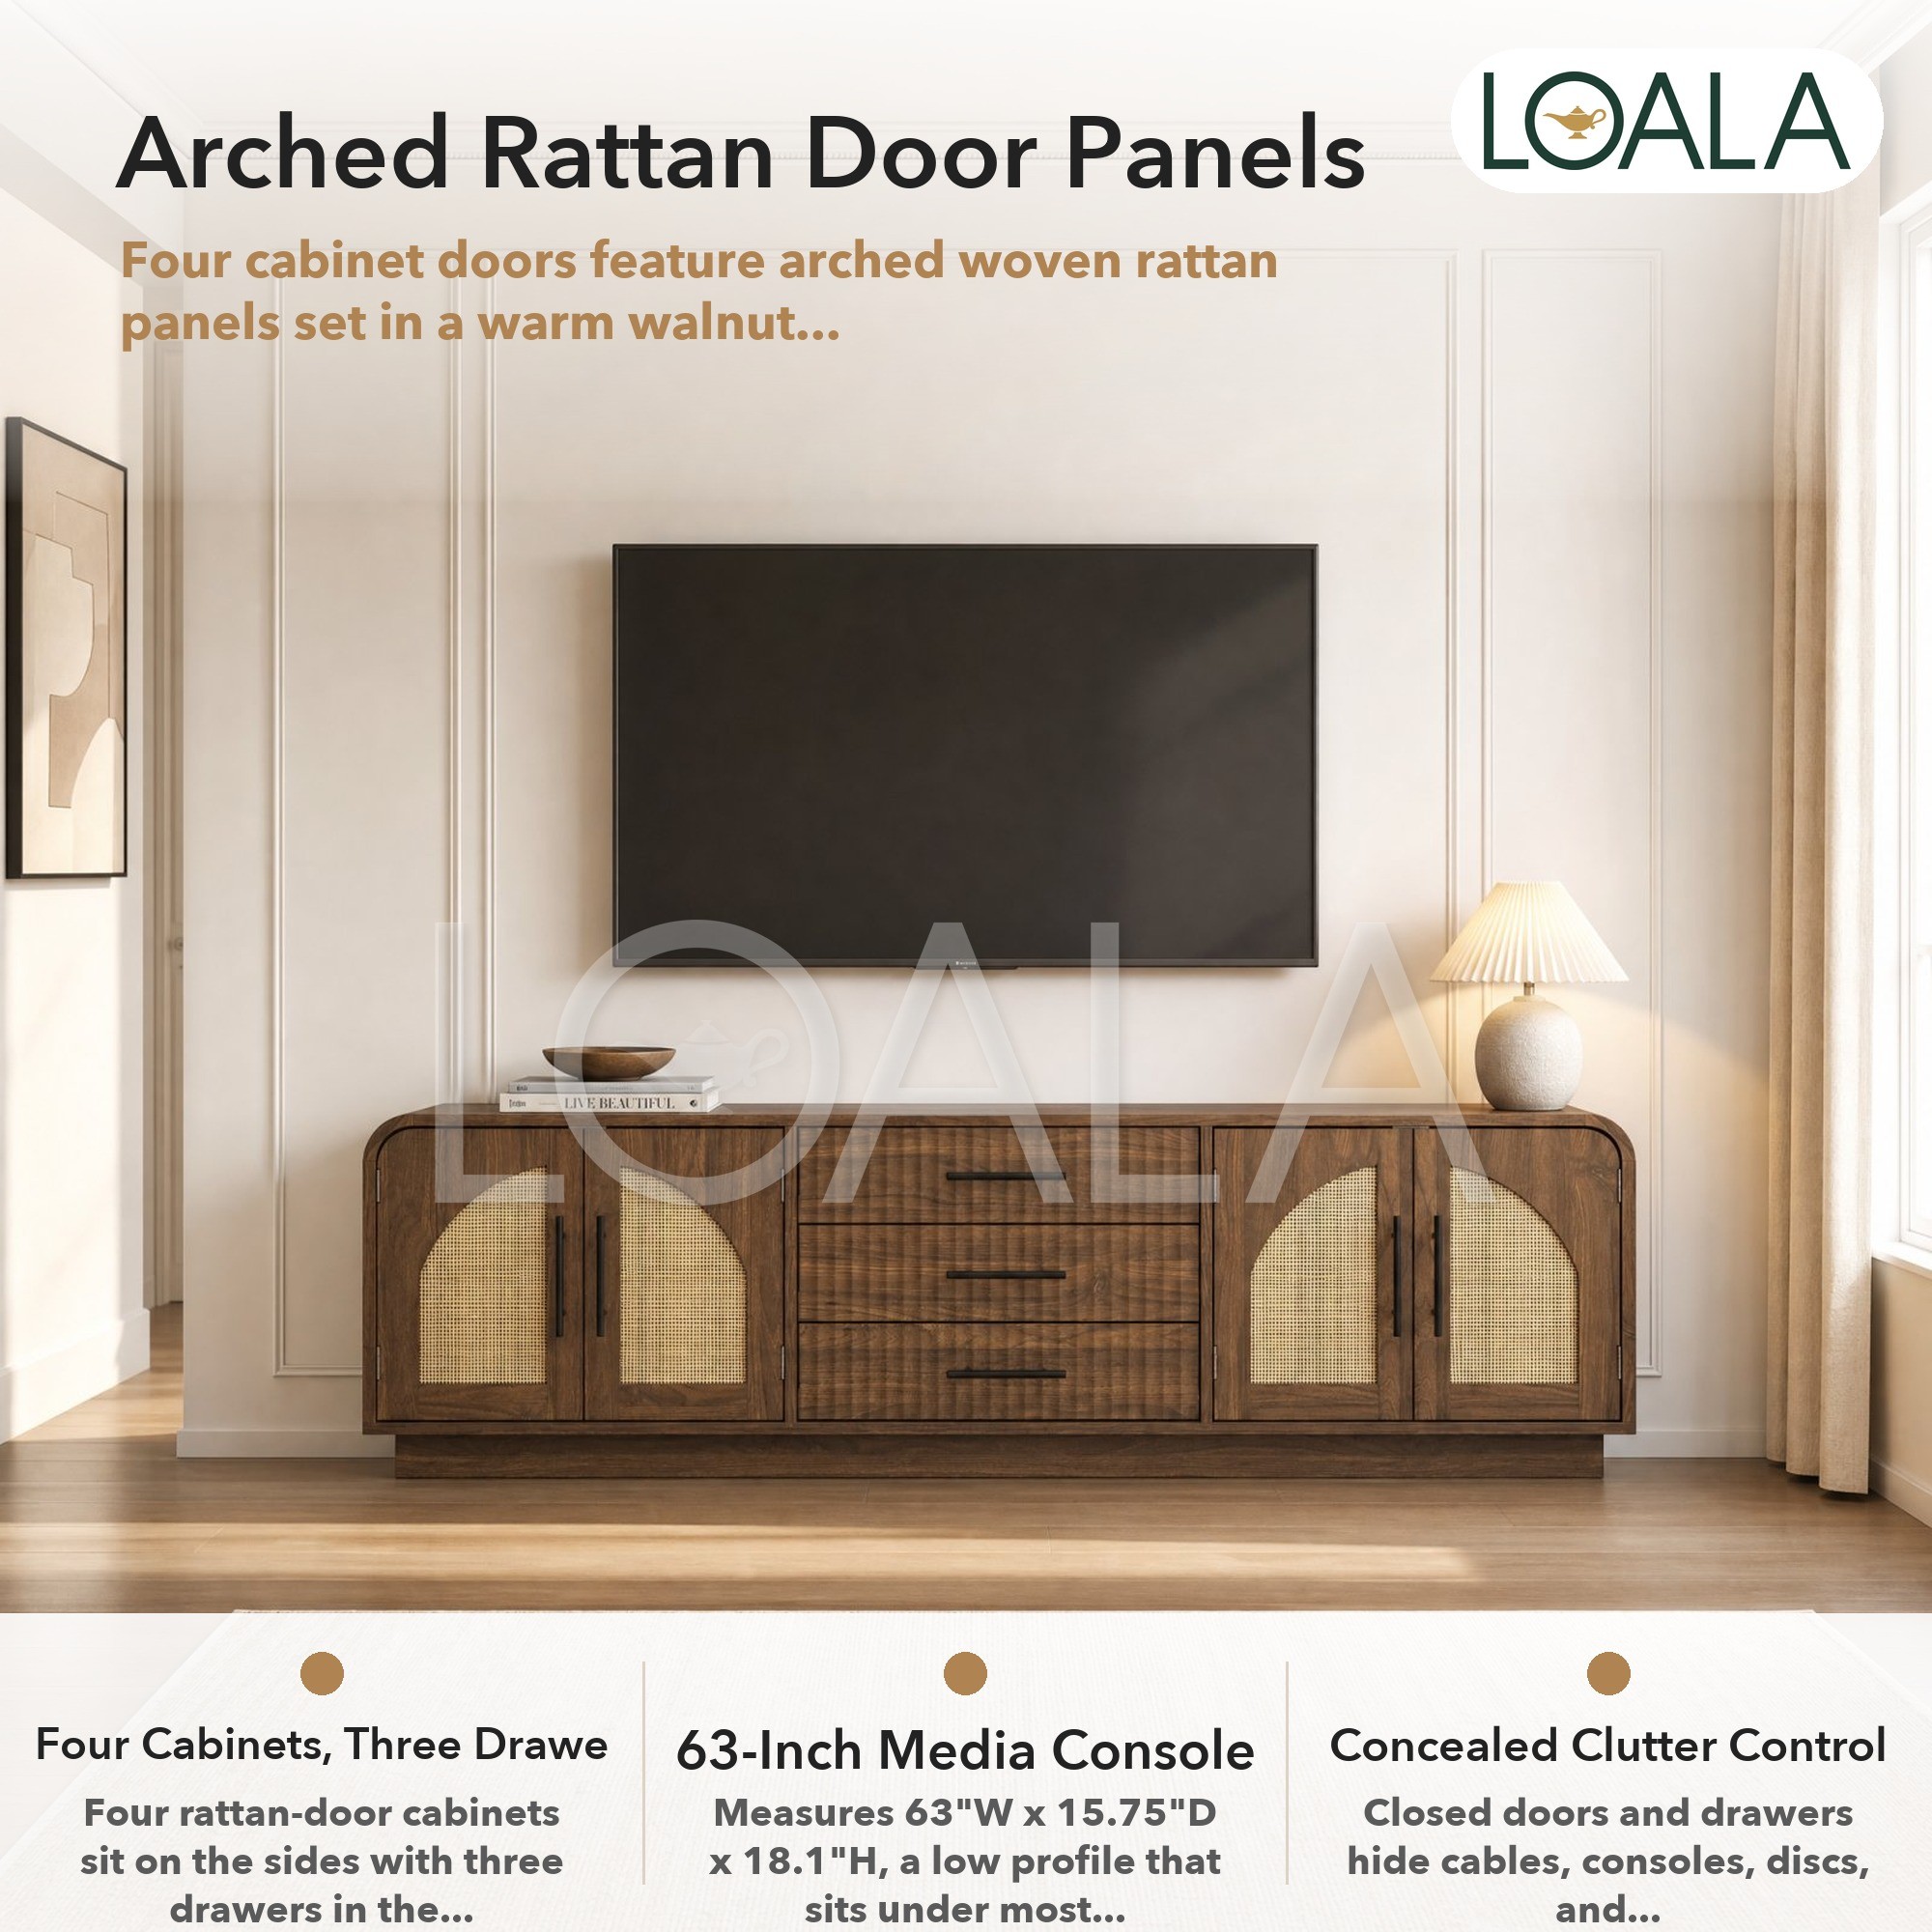 LOALA
Arched Rattan Door Panels
Four cabinet doors feature arched woven rattan
panels set in a warm walnut...
LOALA
LIVE BEAUTIFUL
Four Cabinets, Three Drawe
Four rattan-door cabinets
sit on the sides with three
drawers in the...
63-Inch Media Console
Measures 63"W x 15.75"D
x 18.1"H, a low profile that
sits under most...
Concealed Clutter Control
Closed doors and drawers
hide cables, consoles, discs,
and...